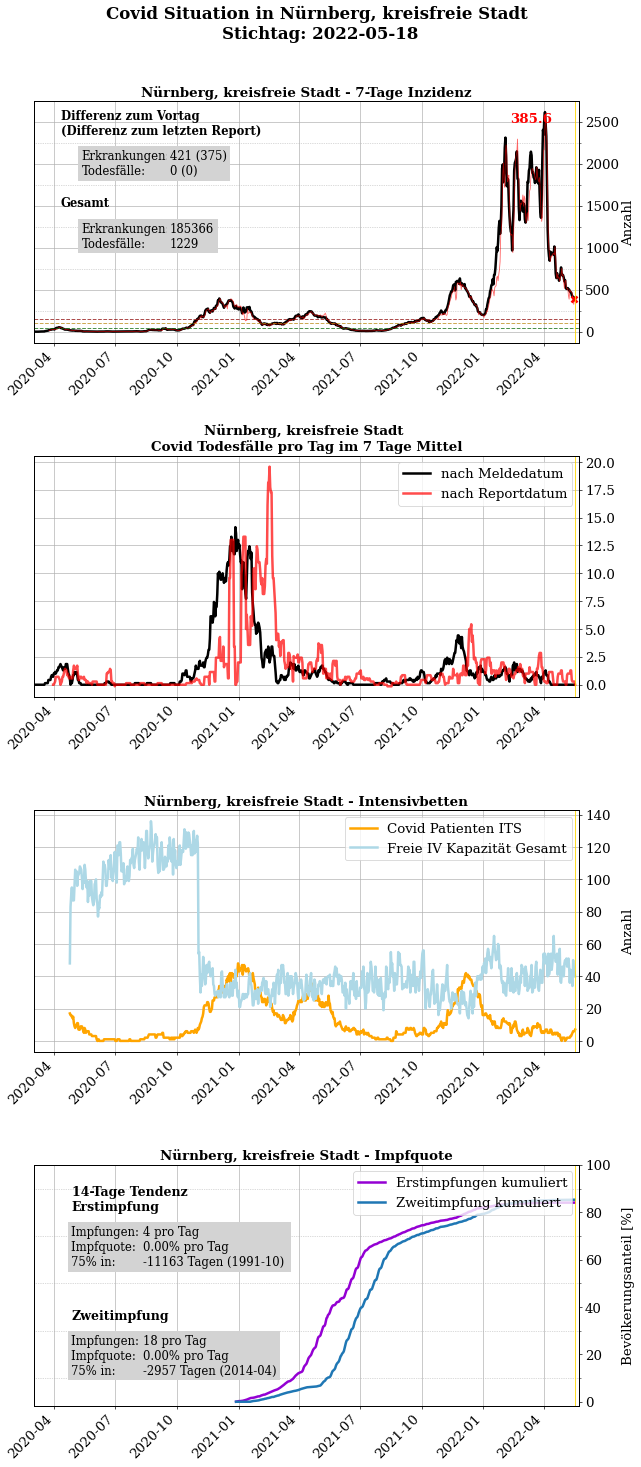 Covid Situation in Nürnberg, kreisfreie Stadt
Stichtag: 2022-05-18
Nürnberg, kreisfreie Stadt - 7-Tage Inzidenz
Differenz zum Vortag
(Differenz zum letzten Report)
Erkrankungen 421 (375)
Todesfälle: 0 (0)
Gesamt
Erkrankungen 185366
Todesfälle: 1229
385.6
2500
2000
1500
1000
500
0
Anzahl
2020-04
2020-07
2020-10
2021-01
2021-04
2021-07
2021-10
2022-01
2022-04
Nürnberg, kreisfreie Stadt
Covid Todesfälle pro Tag im 7 Tage Mittel
nach Meldedatum
nach Reportdatum
20.0
17.5
15.0
12.5
10.0
7.5
5.0
2.5
0.0
2020-04
2020-07
2020-10
2021-01
2021-04
2021-07
2021-10
2022-01
2022-04
Nürnberg, kreisfreie Stadt - Intensivbetten
Covid Patienten ITS
Freie IV Kapazität Gesamt
140
120
100
80
60
40
20
0
Anzahl
2020-04
2020-07
2020-10
2021-01
2021-04
2021-07
2021-10
2022-01
2022-04
Nürnberg, kreisfreie Stadt - Impfquote
14-Tage Tendenz
Erstimpfung
Impfungen: 4 pro Tag
Impfquote: 0.00% pro Tag
75% in: -11163 Tagen (1991-10)
Zweitimpfung
Impfungen: 18 pro Tag
Impfquote: 0.00% pro Tag
75% in: -2957 Tagen (2014-04)
Erstimpfungen kumuliert
Zweitimpfung kumuliert
100
80
60
40
20
0
Bevölkerungsanteil [%]
2020-04
2020-07
2020-10
2021-01
2021-04
2021-07
2021-10
2022-01
2022-04